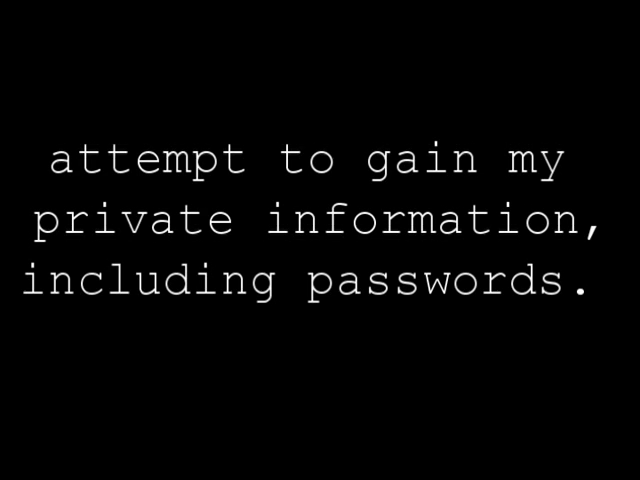 attempt to gain my
private information,
including passwords.